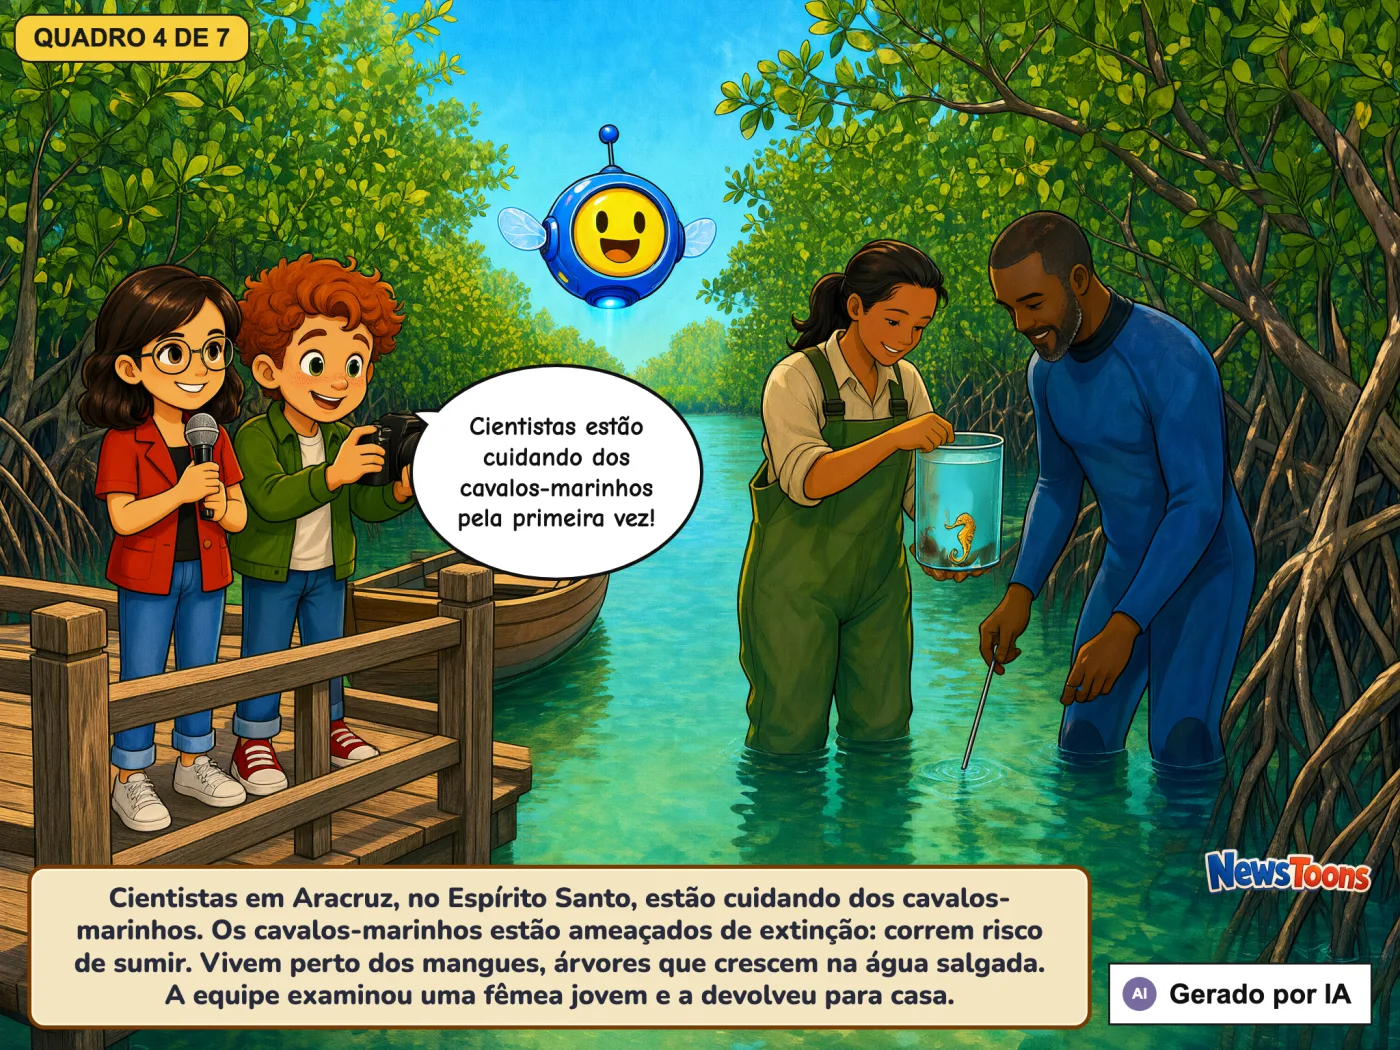 QUADRO 4 DE 7
Cientistas estão
cuidando dos
cavalos-marinhos
pela primeira vez!
Cientistas em Aracruz, no Espírito Santo, estão cuidando dos cavalos-
marinhos. Os cavalos-marinhos estão ameaçados de extinção: correm risco
de sumir. Vivem perto dos mangues, árvores que crescem na água salgada.
A equipe examinou uma fêmea jovem e a devolveu para casa.
NewsToons
AI Gerado por IA